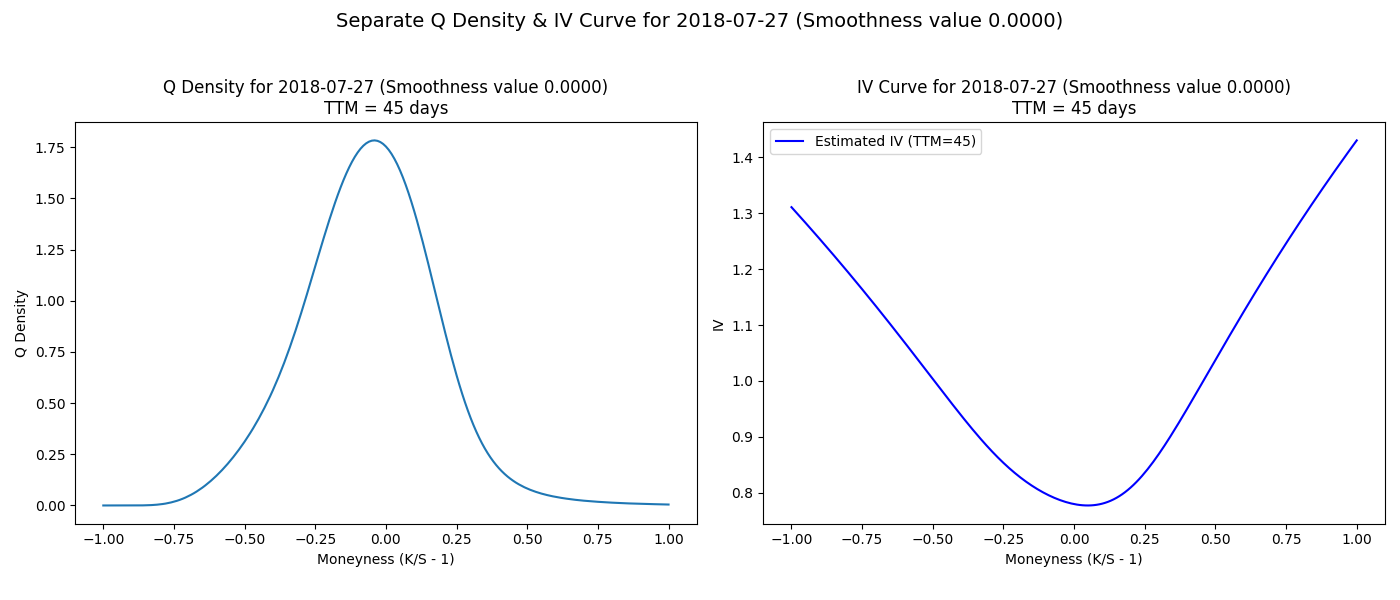 Separate Q Density & IV Curve for 2018-07-27 (Smoothness value 0.0000)
Q Density for 2018-07-27 (Smoothness value 0.0000)
TTM = 45 days
Q Density
1.75
1.50
1.25
1.00
0.75
0.50
0.25
0.00
−1.00 −0.75 −0.50 −0.25 0.00 0.25 0.50 0.75 1.00
Moneyness (K/S - 1)
IV Curve for 2018-07-27 (Smoothness value 0.0000)
TTM = 45 days
Estimated IV (TTM=45)
IV
1.4
1.3
1.2
1.1
1.0
0.9
0.8
−1.00 −0.75 −0.50 −0.25 0.00 0.25 0.50 0.75 1.00
Moneyness (K/S - 1)